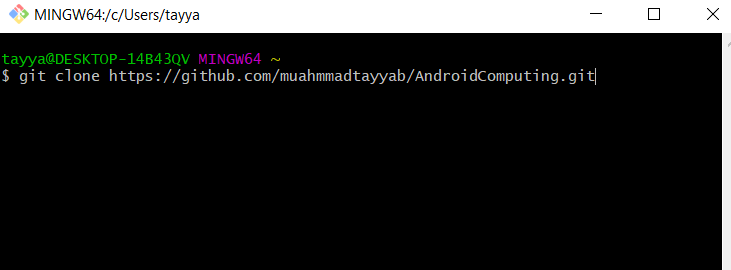 MINGW64:/c/Users/tayya
tayya@DESKTOP-14B43QV MINGW64 ~
$ git clone https://github.com/muahmmadtayyab/AndroidComputing.git